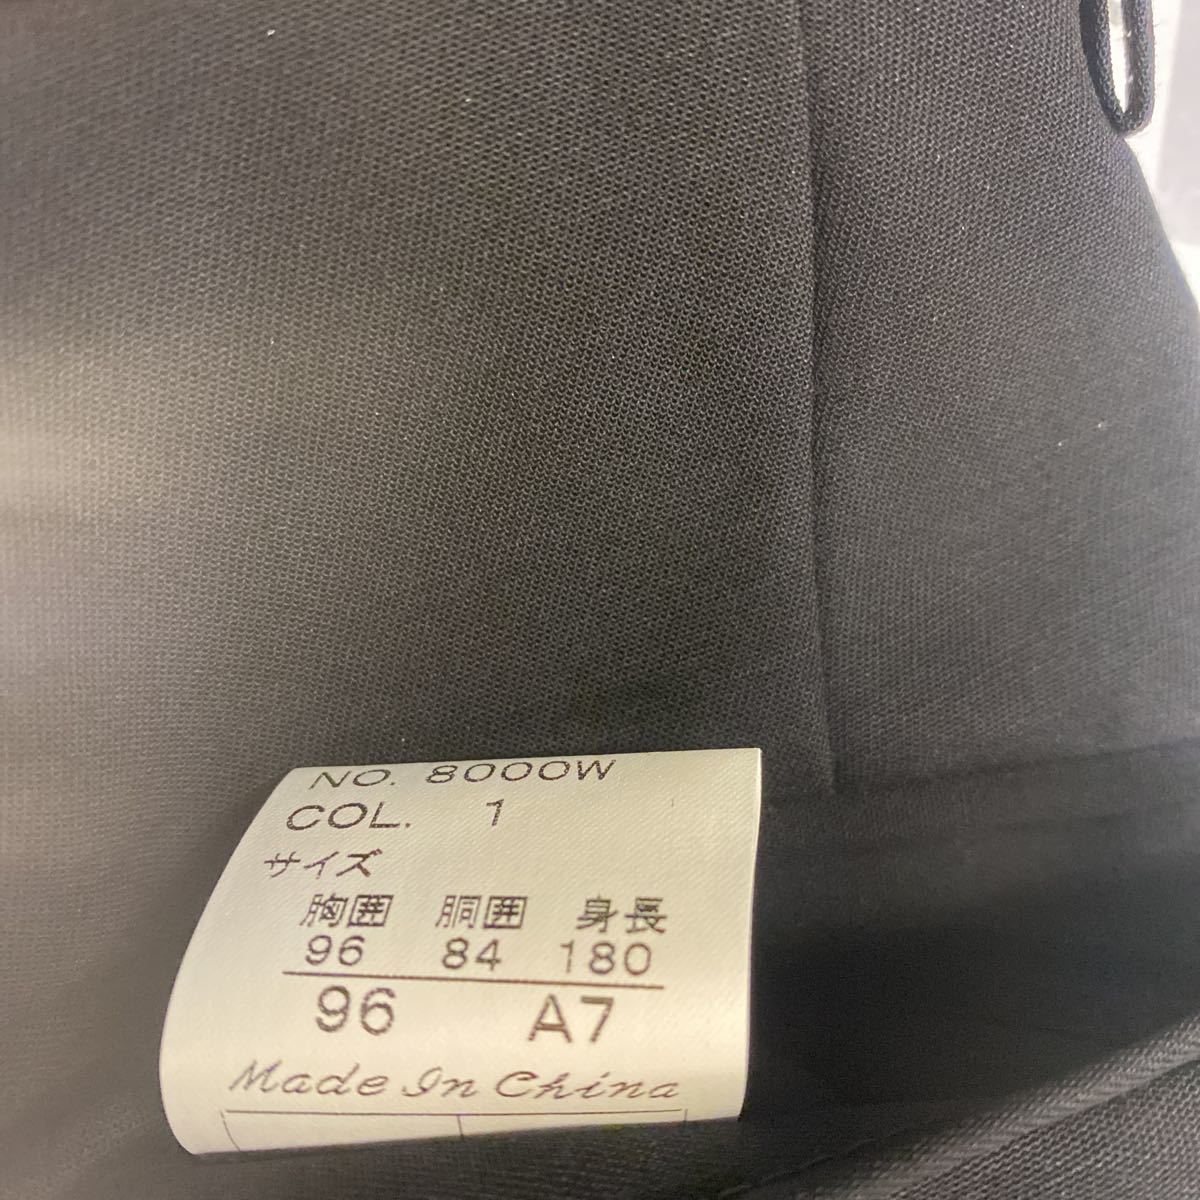 NO. 8000W
COL. 1
サイズ
胸囲 胴囲 身長
96 84 180
96 A7
Made In China